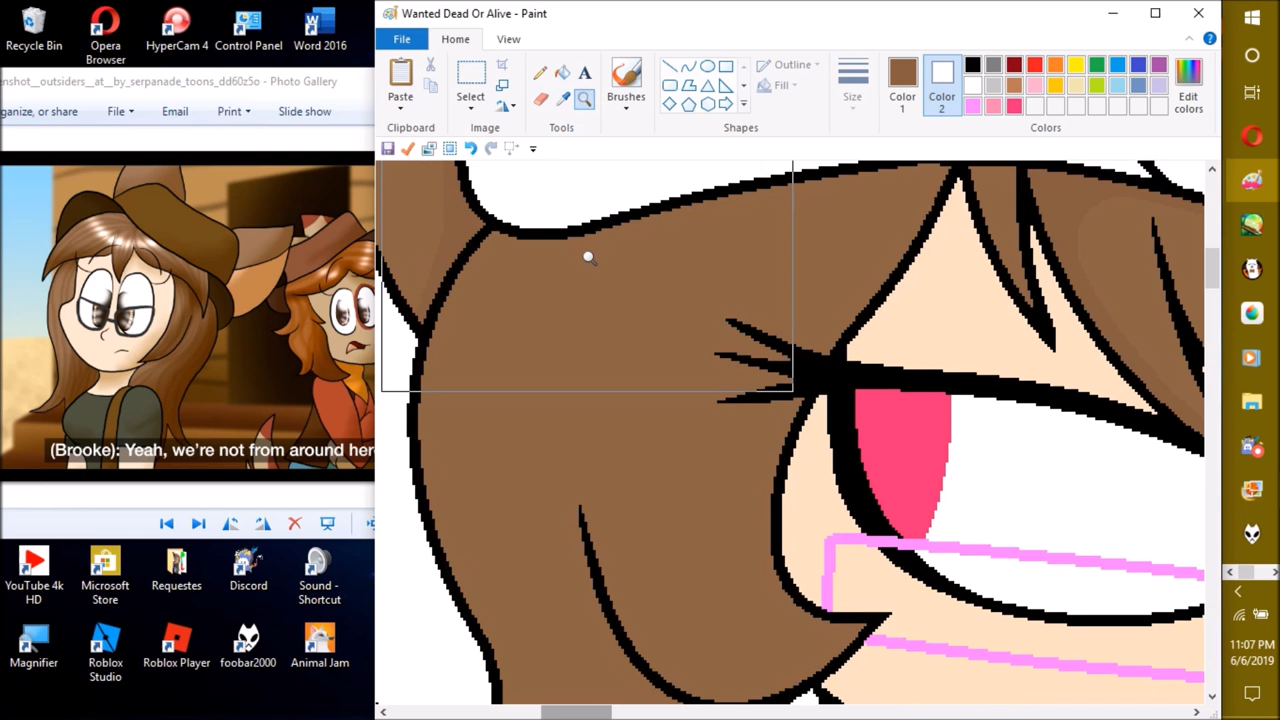 Recycle Bin
Opera Browser
HyperCam 4
Control Panel
Word 2016
enshot__outsiders__at__by_serpanade_toons_dd60z5o - Photo Gallery
ganize, or share
File
Email
Print
Slide show
(Brooke): Yeah, we're not from around her
YouTube 4k HD
Microsoft Store
Requestes
Discord
Sound - Shortcut
Magnifier
Roblox Studio
Roblox Player
foobar2000
Animal Jam
Wanted Dead Or Alive - Paint
File
Home
View
Paste
Clipboard
Select
Image
A
Tools
Brushes
Outline
Fill
Shapes
Size
Color 1
Color 2
Edit colors
Colors
11:07 PM
6/6/2019